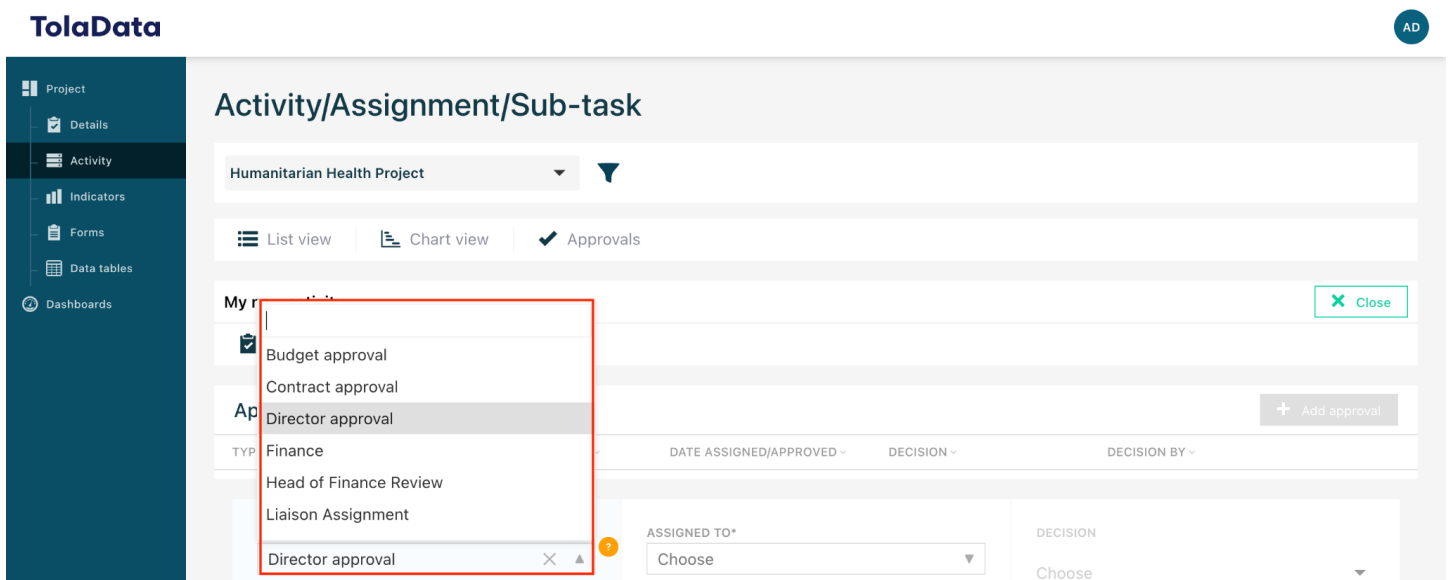 TolaData
AD
Project
Details
Activity
Indicators
Forms
Data tables
Dashboards
Activity/Assignment/Sub-task
Humanitarian Health Project
List view
Chart view
Approvals
My
Close
Budget approval
Contract approval
Director approval
Finance
Head of Finance Review
Liaison Assignment
Director approval
Ap
Add approval
TYP
DATE ASSIGNED/APPROVED
DECISION
DECISION BY
?
ASSIGNED TO*
Choose
DECISION
Choose